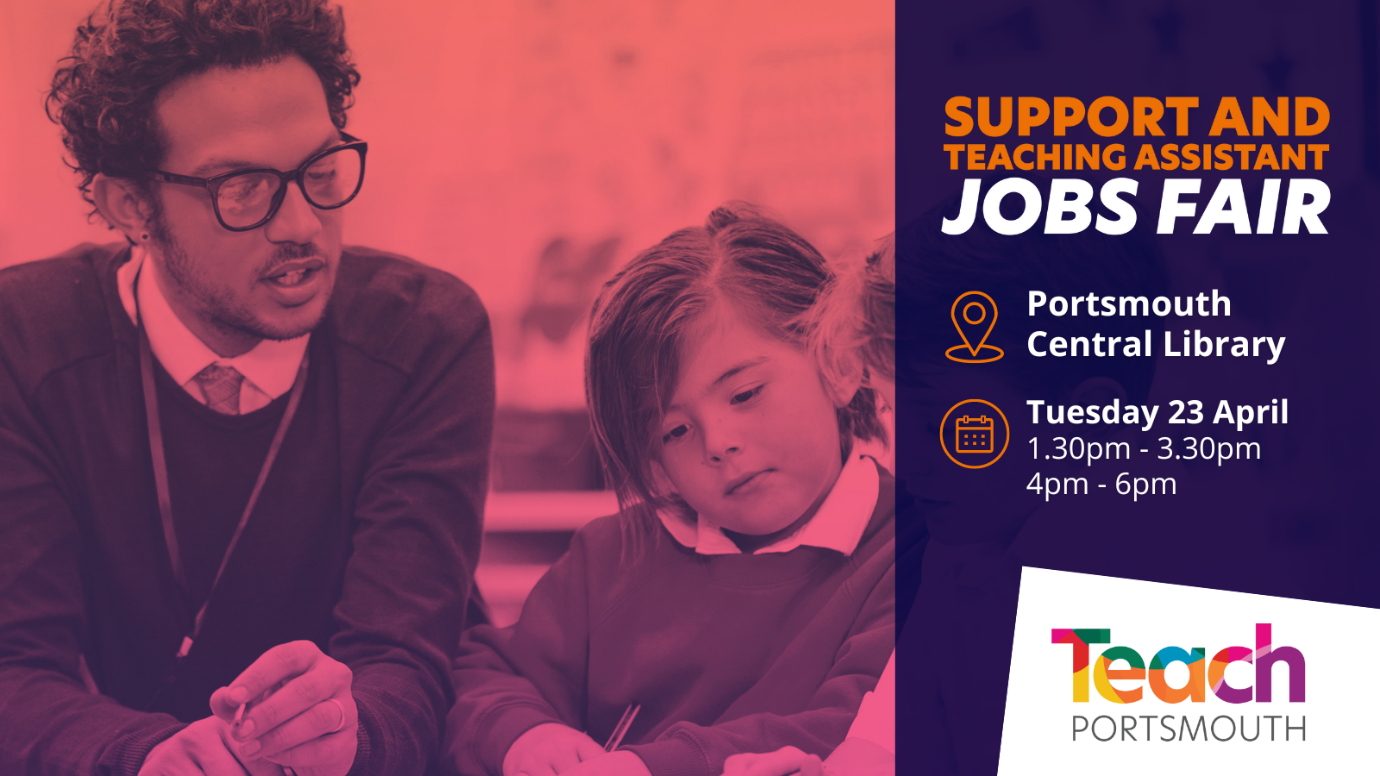 SUPPORT AND
TEACHING ASSISTANT
JOBS FAIR
Portsmouth
Central Library
Tuesday 23 April
1.30pm - 3.30pm
4pm - 6pm
Teach
PORTSMOUTH